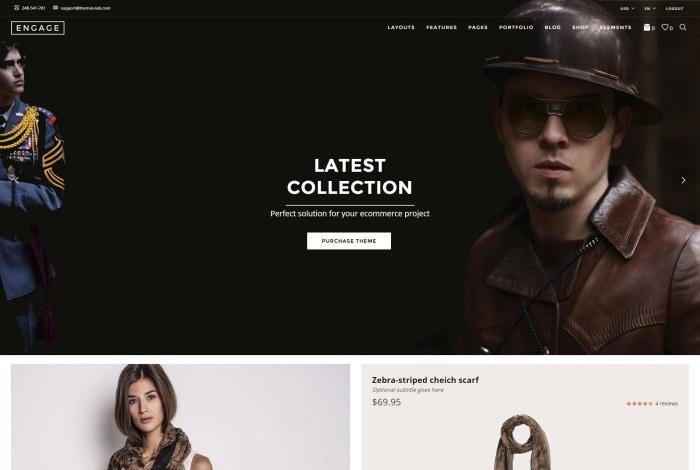 248-541-781 support@themes-lab.com USD EN LOGOUT
ENGAGE LAYOUTS FEATURES PAGES PORTFOLIO BLOG SHOP ELEMENTS 0 0
LATEST
COLLECTION
Perfect solution for your ecommerce project
PURCHASE THEME
Zebra-striped cheich scarf
Optional subtitle goes here
$69.95
4 reviews